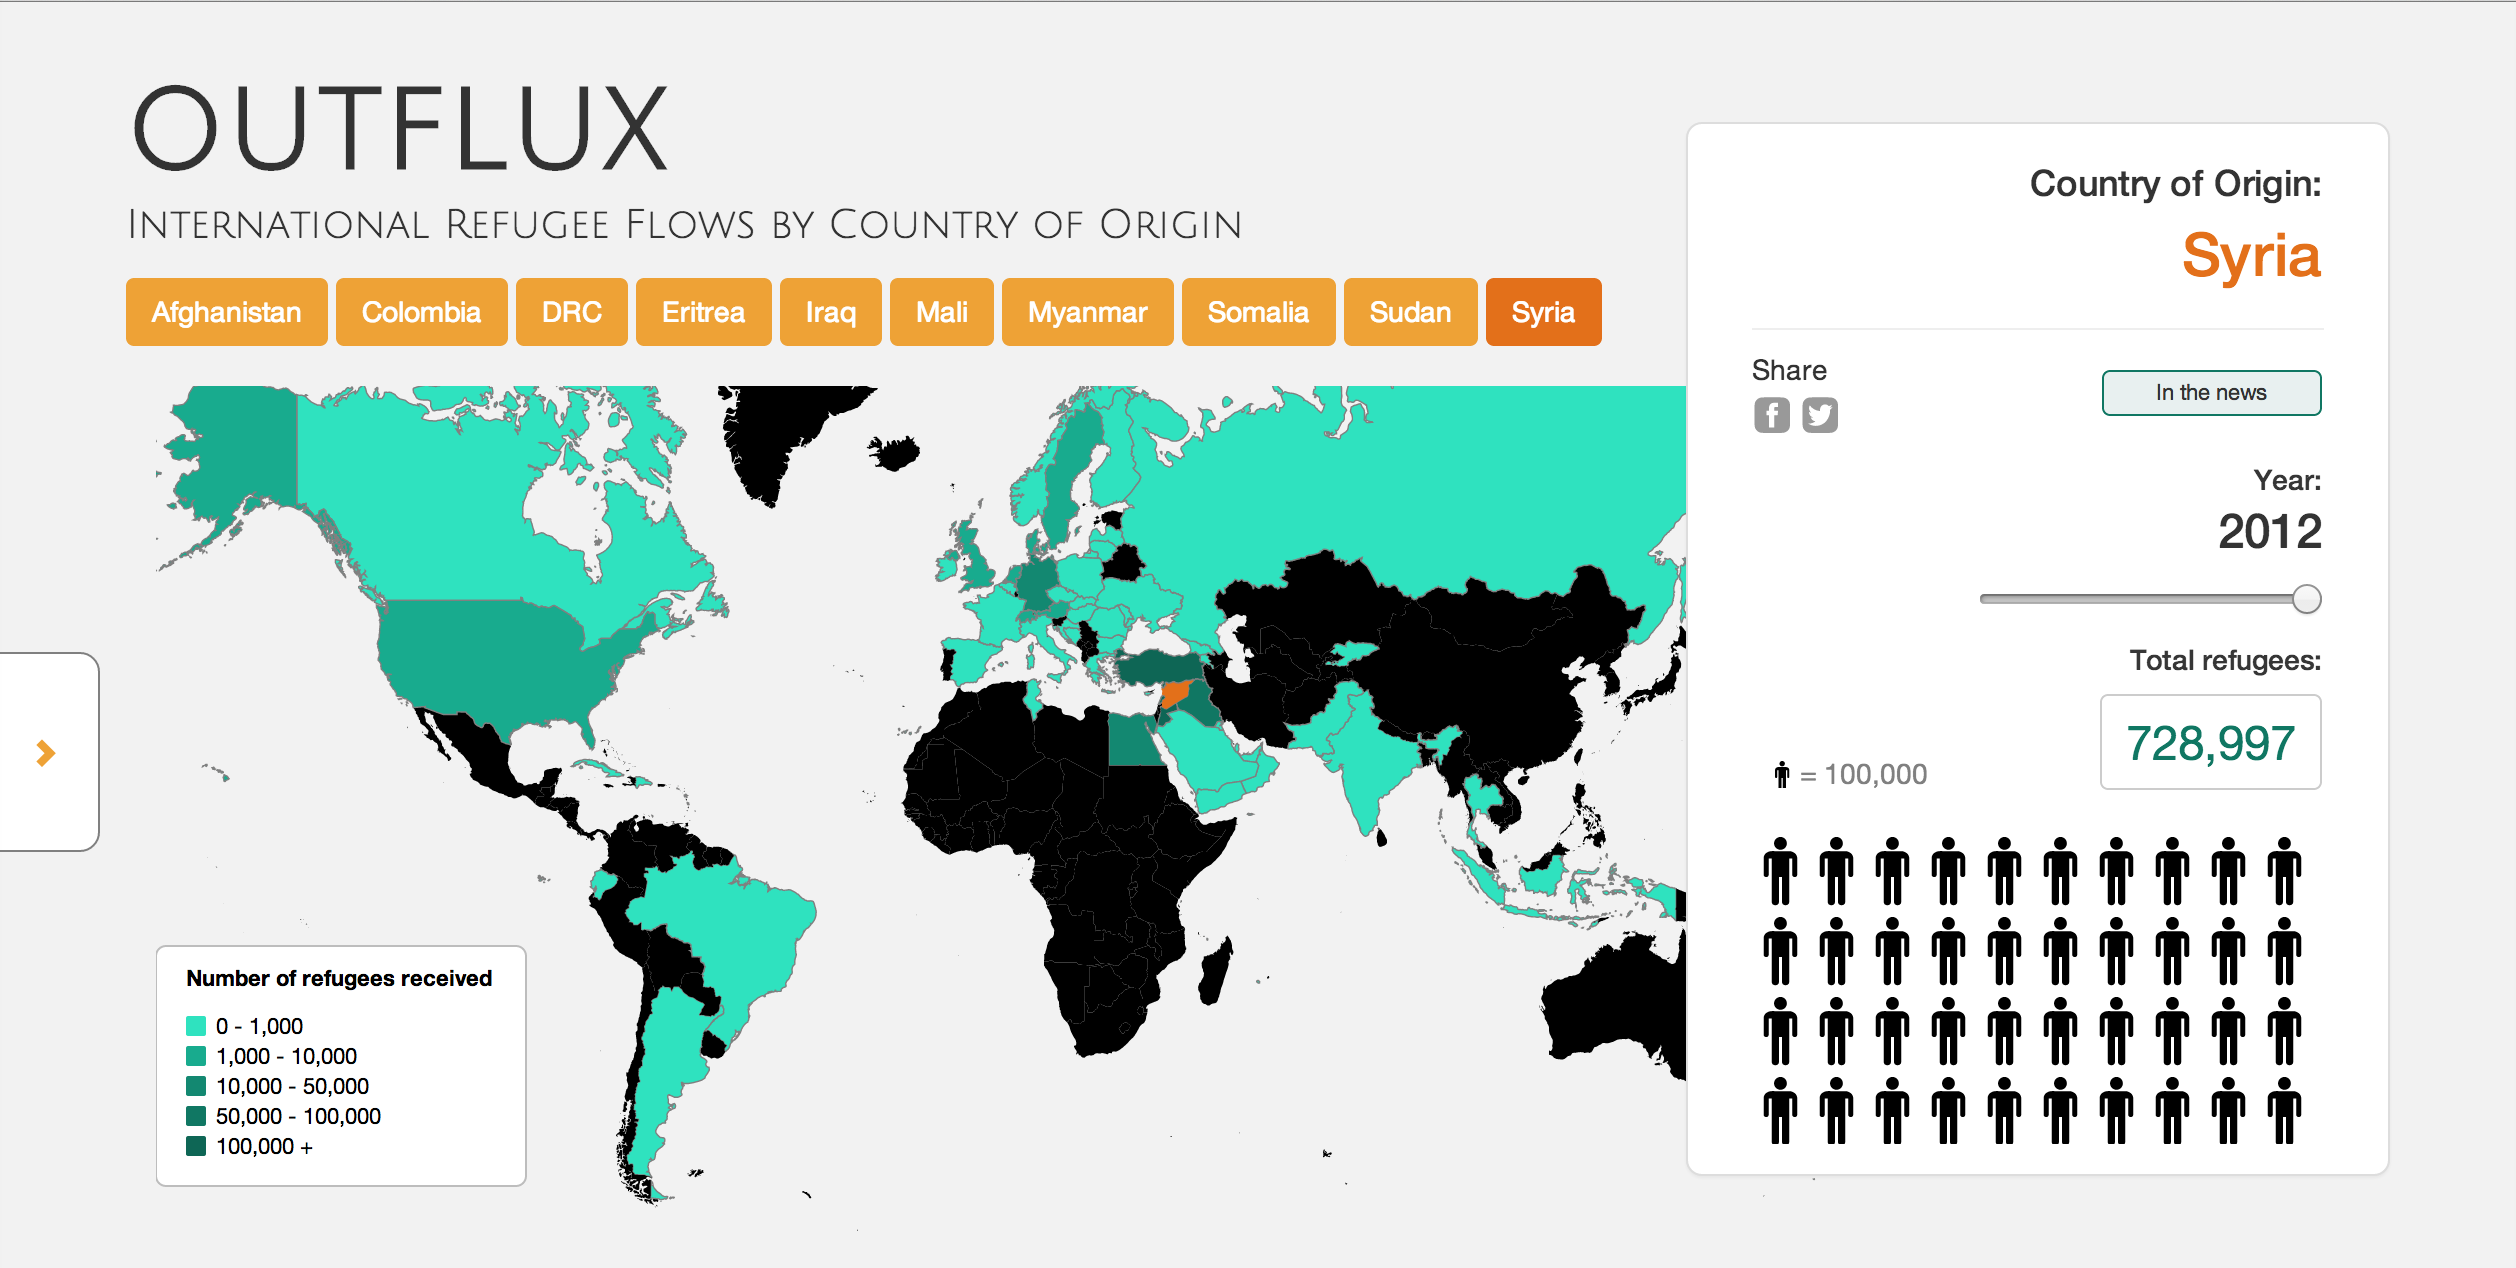 OUTFLUX
International Refugee Flows by Country of Origin
Afghanistan Colombia DRC Eritrea Iraq Mali Myanmar Somalia Sudan Syria
Country of Origin:
Syria
Share
In the news
Year:
2012
Total refugees:
728,997
= 100,000
Number of refugees received
0 - 1,000
1,000 - 10,000
10,000 - 50,000
50,000 - 100,000
100,000 +